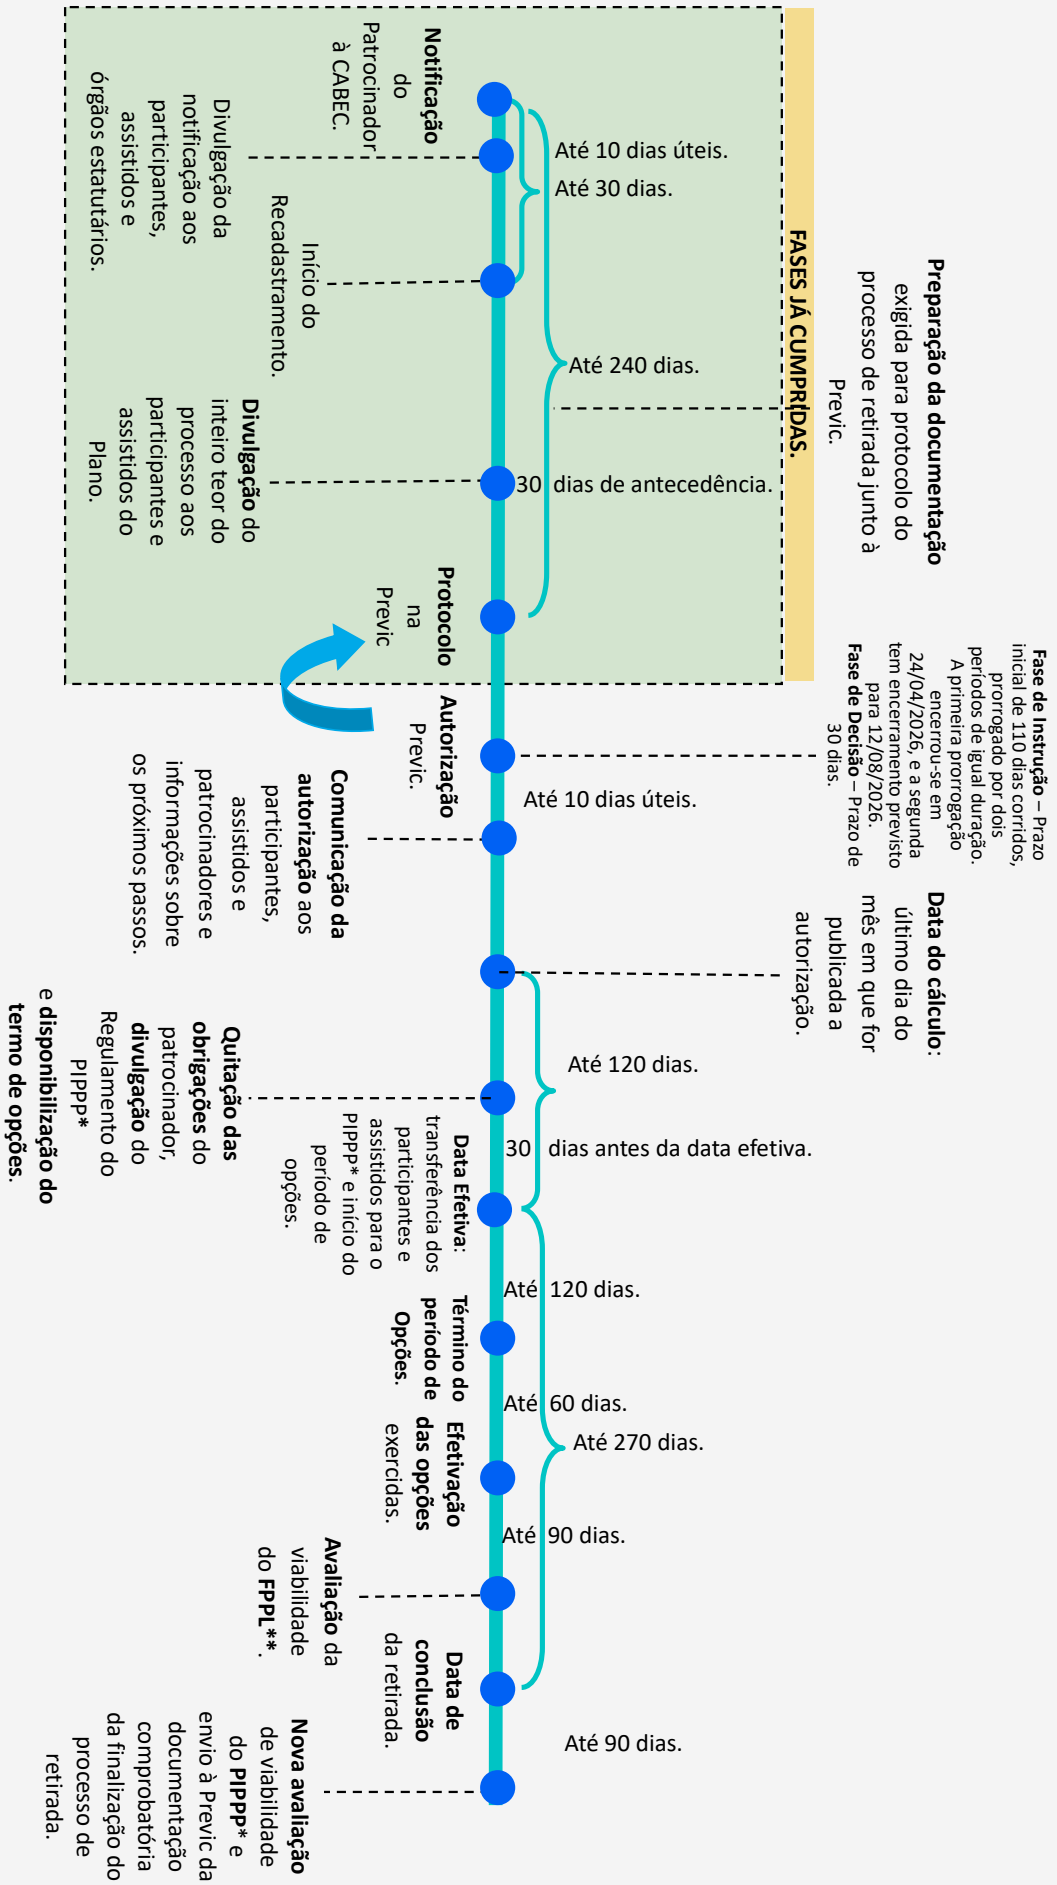 FASES JÁ CUMPRIDAS.
Notificação
do
Patrocinador
à CABEC.
Até 10 dias úteis.
Divulgação da
notificação aos
participantes,
assistidos e
órgãos estatutários.
Até 30 dias.
Início do
Recadastramento.
Preparação da documentação
exigida para protocolo do
processo de retirada junto à
Previc.
Até 240 dias.
30 dias de antecedência.
Divulgação do
inteiro teor do
processo aos
participantes e
assistidos do
Plano.
Protocolo
na
Previc
Fase de Instrução – Prazo
inicial de 110 dias corridos,
prorrogado por dois
períodos de igual duração.
A primeira prorrogação
encerrou-se em
24/04/2026, e a segunda
tem encerramento previsto
para 12/08/2026.
Fase de Decisão – Prazo de
30 dias.
Autorização
Previc.
Até 10 dias úteis.
Comunicação da
autorização aos
participantes,
assistidos e
patrocinadores e
informações sobre
os próximos passos.
Data do cálculo:
último dia do
mês em que for
publicada a
autorização.
Até 120 dias.
Quitação das
obrigações do
patrocinador,
divulgação do
Regulamento do
PIPPP*
e disponibilização do
termo de opções.
30 dias antes da data efetiva.
Data Efetiva:
transferência dos
participantes e
assistidos para o
PIPPP* e início do
período de
opções.
Até 120 dias.
Término do
período de
Opções.
Até 60 dias.
Até 270 dias.
Efetivação
das opções
exercidas.
Até 90 dias.
Avaliação da
viabilidade
do FPPL**.
Data de
conclusão
da retirada.
Até 90 dias.
Nova avaliação
de viabilidade
do PIPPP* e
envio à Previc da
documentação
comprobatória
da finalização do
processo de
retirada.